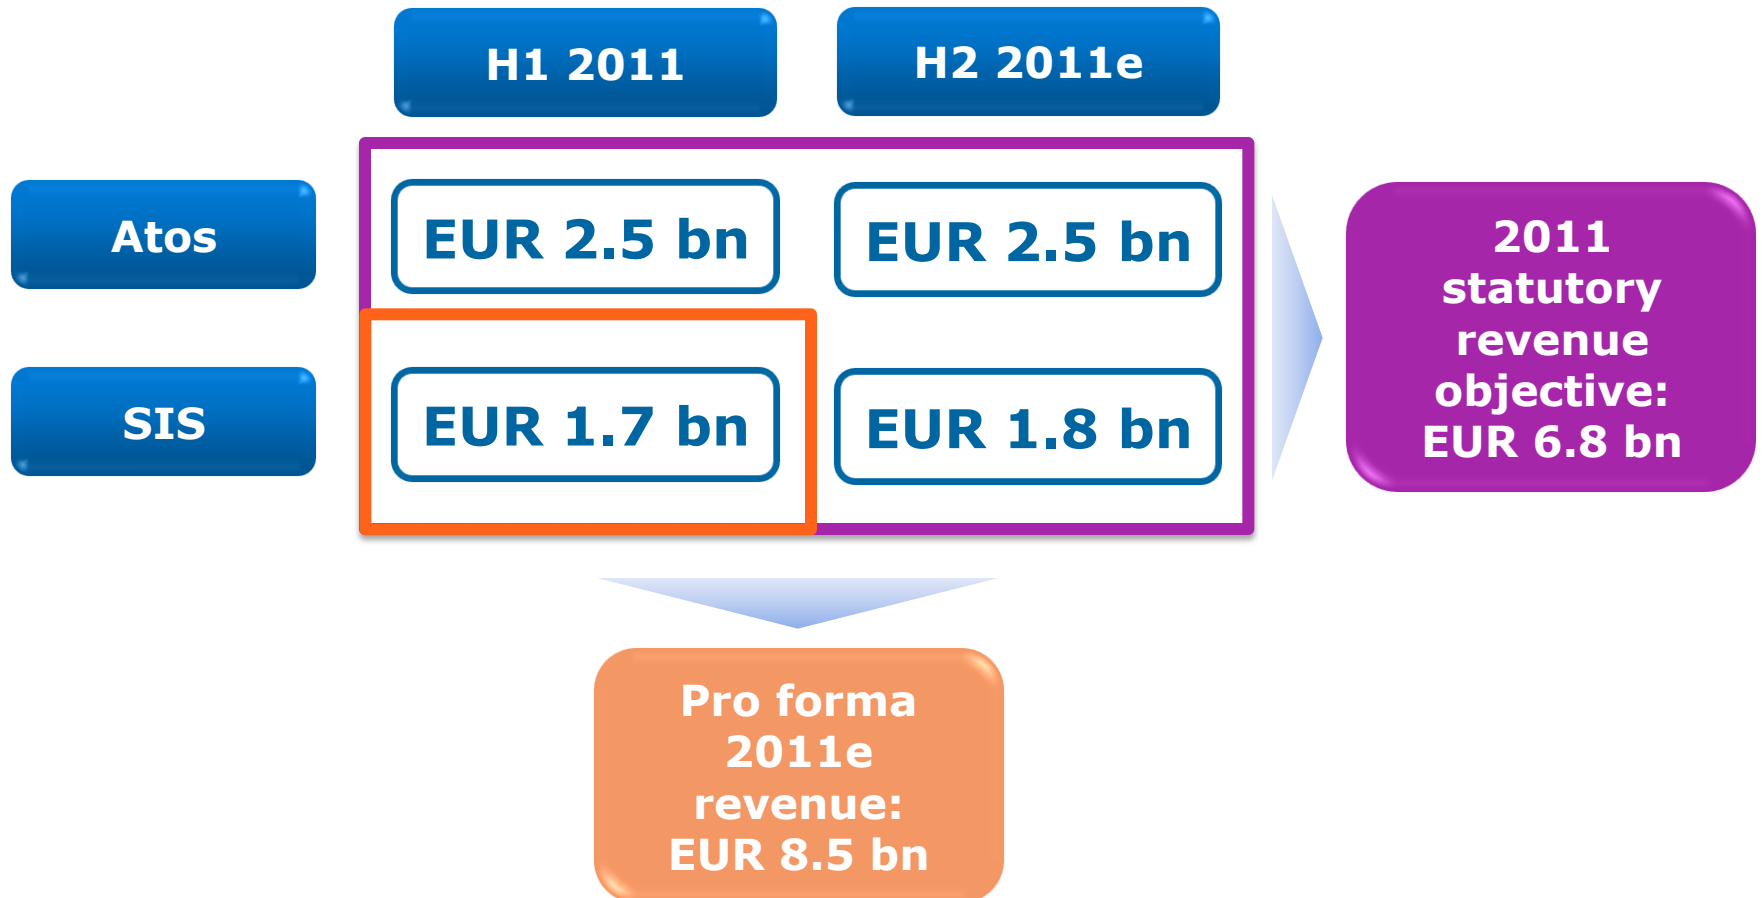 H1 2011
H2 2011e
Atos
EUR 2.5 bn
EUR 2.5 bn
SIS
EUR 1.7 bn
EUR 1.8 bn
2011
statutory
revenue
objective:
EUR 6.8 bn
Pro forma
2011e
revenue:
EUR 8.5 bn